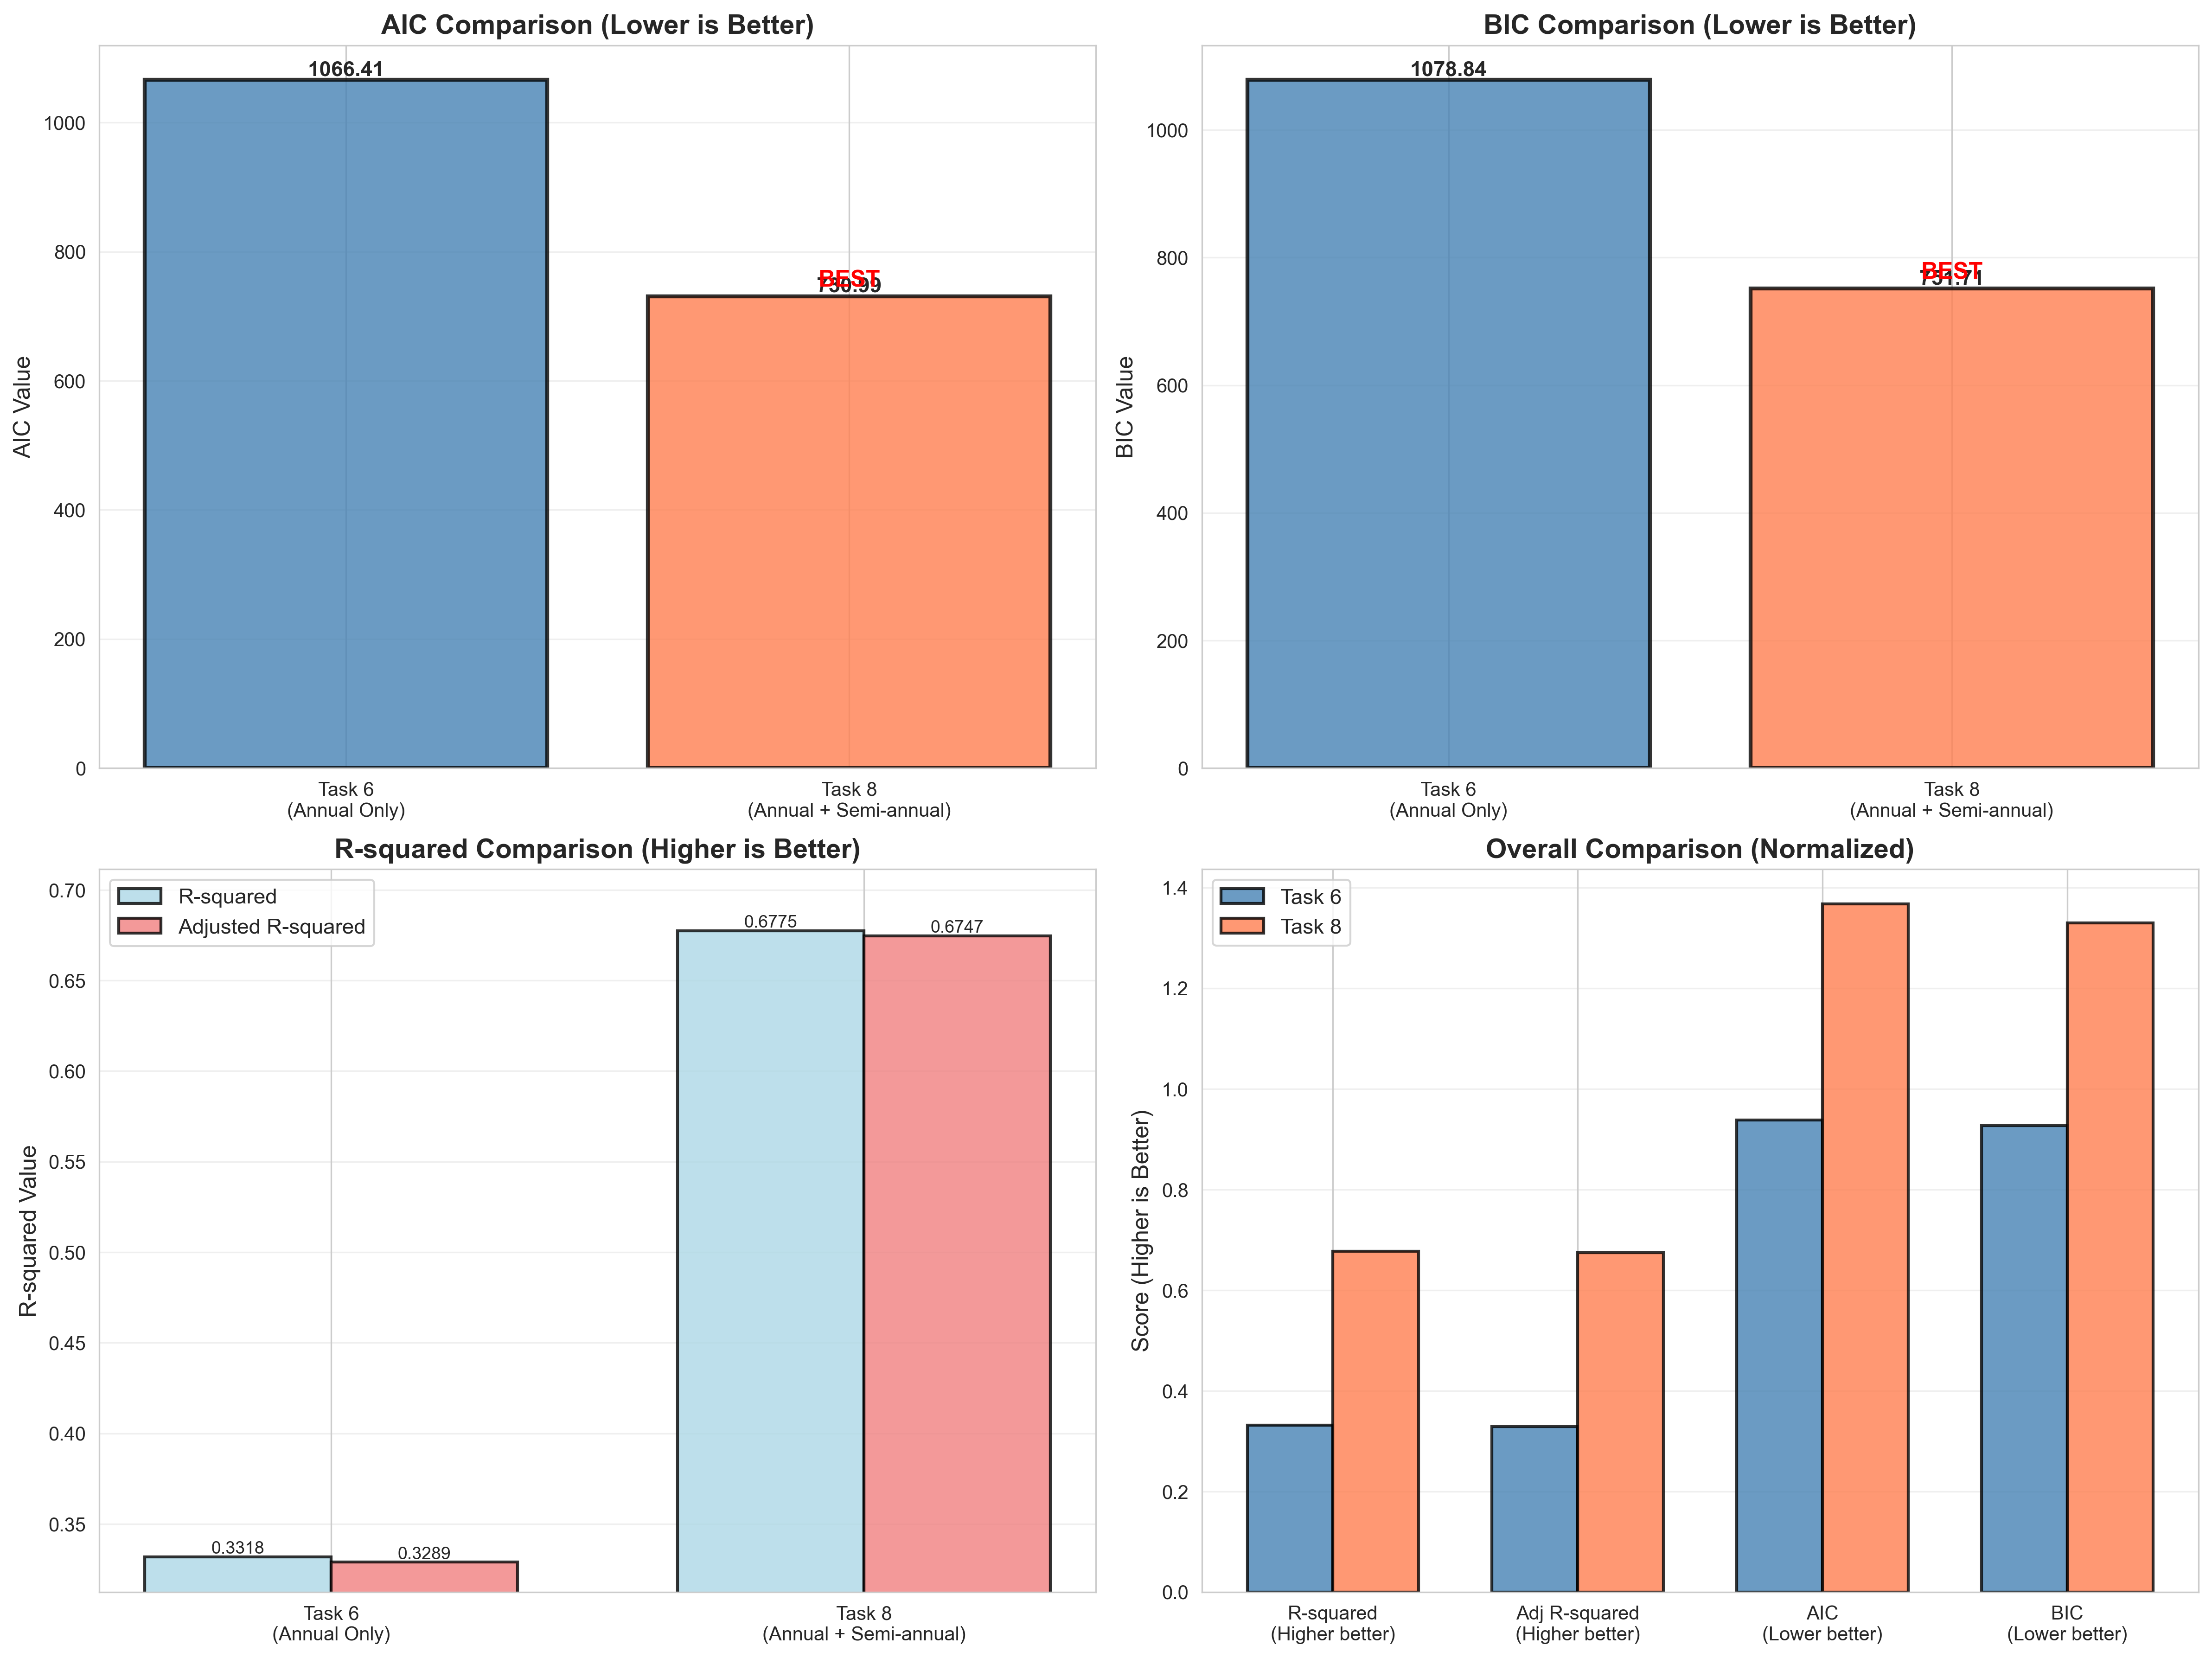 AIC Comparison (Lower is Better)
1066.41
BEST
730.99
AIC Value
1000
800
600
400
200
0
Task 6
(Annual Only)
Task 8
(Annual + Semi-annual)
BIC Comparison (Lower is Better)
1078.84
BEST
751.71
BIC Value
1000
800
600
400
200
0
Task 6
(Annual Only)
Task 8
(Annual + Semi-annual)
R-squared Comparison (Higher is Better)
R-squared
Adjusted R-squared
0.6775
0.6747
0.3318
0.3289
R-squared Value
0.70
0.65
0.60
0.55
0.50
0.45
0.40
0.35
Task 6
(Annual Only)
Task 8
(Annual + Semi-annual)
Overall Comparison (Normalized)
Task 6
Task 8
Score (Higher is Better)
1.4
1.2
1.0
0.8
0.6
0.4
0.2
0.0
R-squared
(Higher better)
Adj R-squared
(Higher better)
AIC
(Lower better)
BIC
(Lower better)